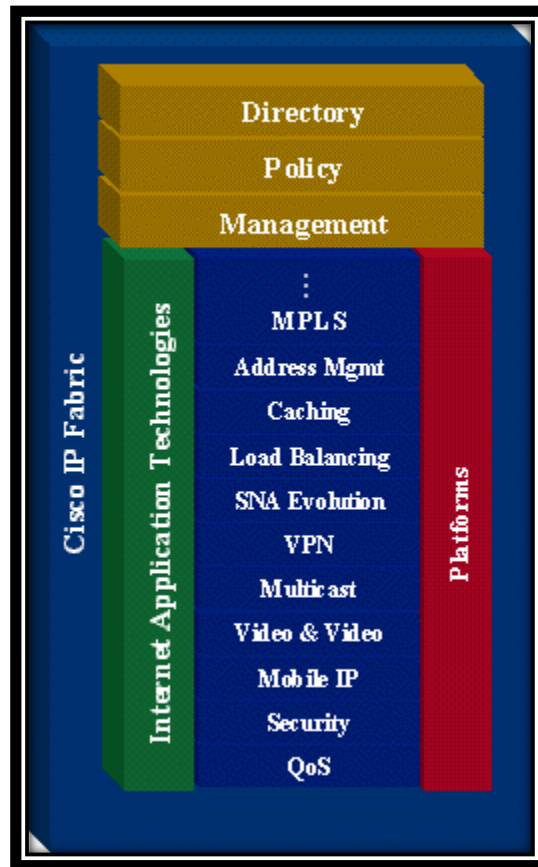 Directory
Policy
Management
Cisco IP Fabric
Internet Application Technologies
⋮
MPLS
Address Mgmt
Caching
Load Balancing
SNA Evolution
VPN
Multicast
Video & Video
Mobile IP
Security
QoS
Platforms